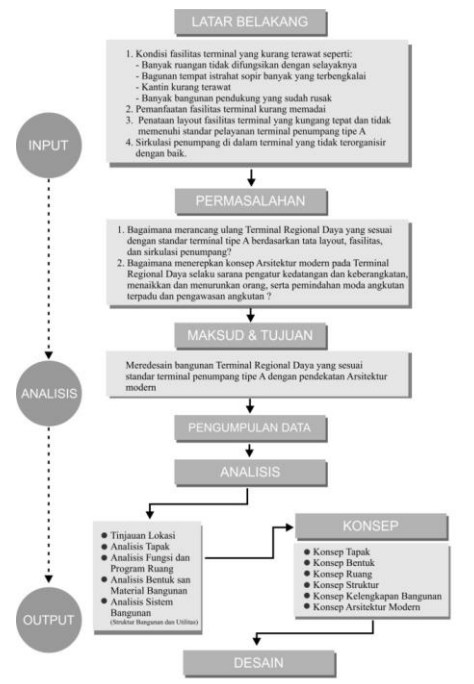 LATAR BELAKANG
1. Kondisi fasilitas terminal yang kurang terawat seperti:
- Banyak ruangan tidak difungsikan dengan selayaknya
- Bagunan tempat istrahat sopir banyak yang terbengkalai
- Kantin kurang terawat
- Banyak bangunan pendukung yang sudah rusak
2. Pemanfaatan fasilitas terminal kurang memadai
3. Penataan layout fasilitas terminal yang kungang tepat dan tidak
memenuhi standar pelayanan terminal penumpang tipe A
4. Sirkulasi penumpang di dalam terminal yang tidak terorganisir
dengan baik.
INPUT
PERMASALAHAN
1. Bagaimana merancang ulang Terminal Regional Daya yang sesuai
dengan standar terminal tipe A berdasarkan tata layout, fasilitas,
dan sirkulasi penumpang?
2. Bagaimana menerepkan konsep Arsitektur modern pada Terminal
Regional Daya selaku sarana pengatur kedatangan dan keberangkatan,
menaikkan dan menurunkan orang, serta pemindahan moda angkutan
terpadu dan pengawasan angkutan ?
MAKSUD & TUJUAN
Meredesain bangunan Terminal Regional Daya yang sesuai
standar terminal penumpang tipe A dengan pendekatan Arsitektur
modern
ANALISIS
PENGUMPULAN DATA
ANALISIS
● Tinjauan Lokasi
● Analisis Tapak
● Analisis Fungsi dan
Program Ruang
● Analisis Bentuk san
Material Bangunan
● Analisis Sistem
Bangunan
(Struktur Bangunan dan Utilitas)
KONSEP
● Konsep Tapak
● Konsep Bentuk
● Konsep Ruang
● Konsep Struktur
● Konsep Kelengkapan Bangunan
● Konsep Arsitektur Modern
OUTPUT
DESAIN